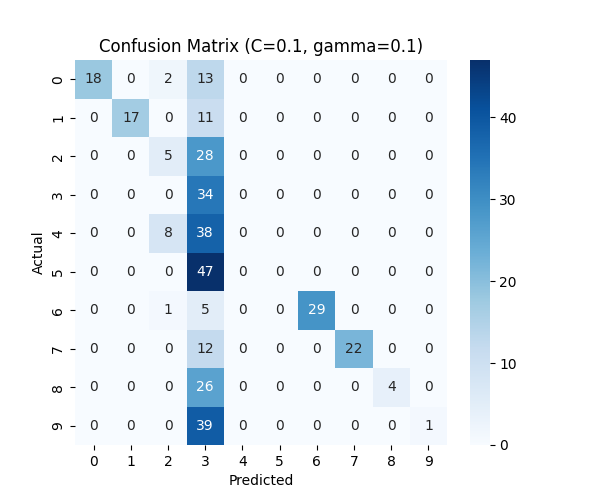 Confusion Matrix (C=0.1, gamma=0.1)
0 18 0 2 13 0 0 0 0 0 0
1 0 17 0 11 0 0 0 0 0 0
2 0 0 5 28 0 0 0 0 0 0
3 0 0 0 34 0 0 0 0 0 0
4 0 0 8 38 0 0 0 0 0 0
5 0 0 0 47 0 0 0 0 0 0
6 0 0 1 5 0 0 29 0 0 0
7 0 0 0 12 0 0 0 22 0 0
8 0 0 0 26 0 0 0 0 4 0
9 0 0 0 39 0 0 0 0 0 1
0 1 2 3 4 5 6 7 8 9
Predicted
Actual
40
30
20
10
0